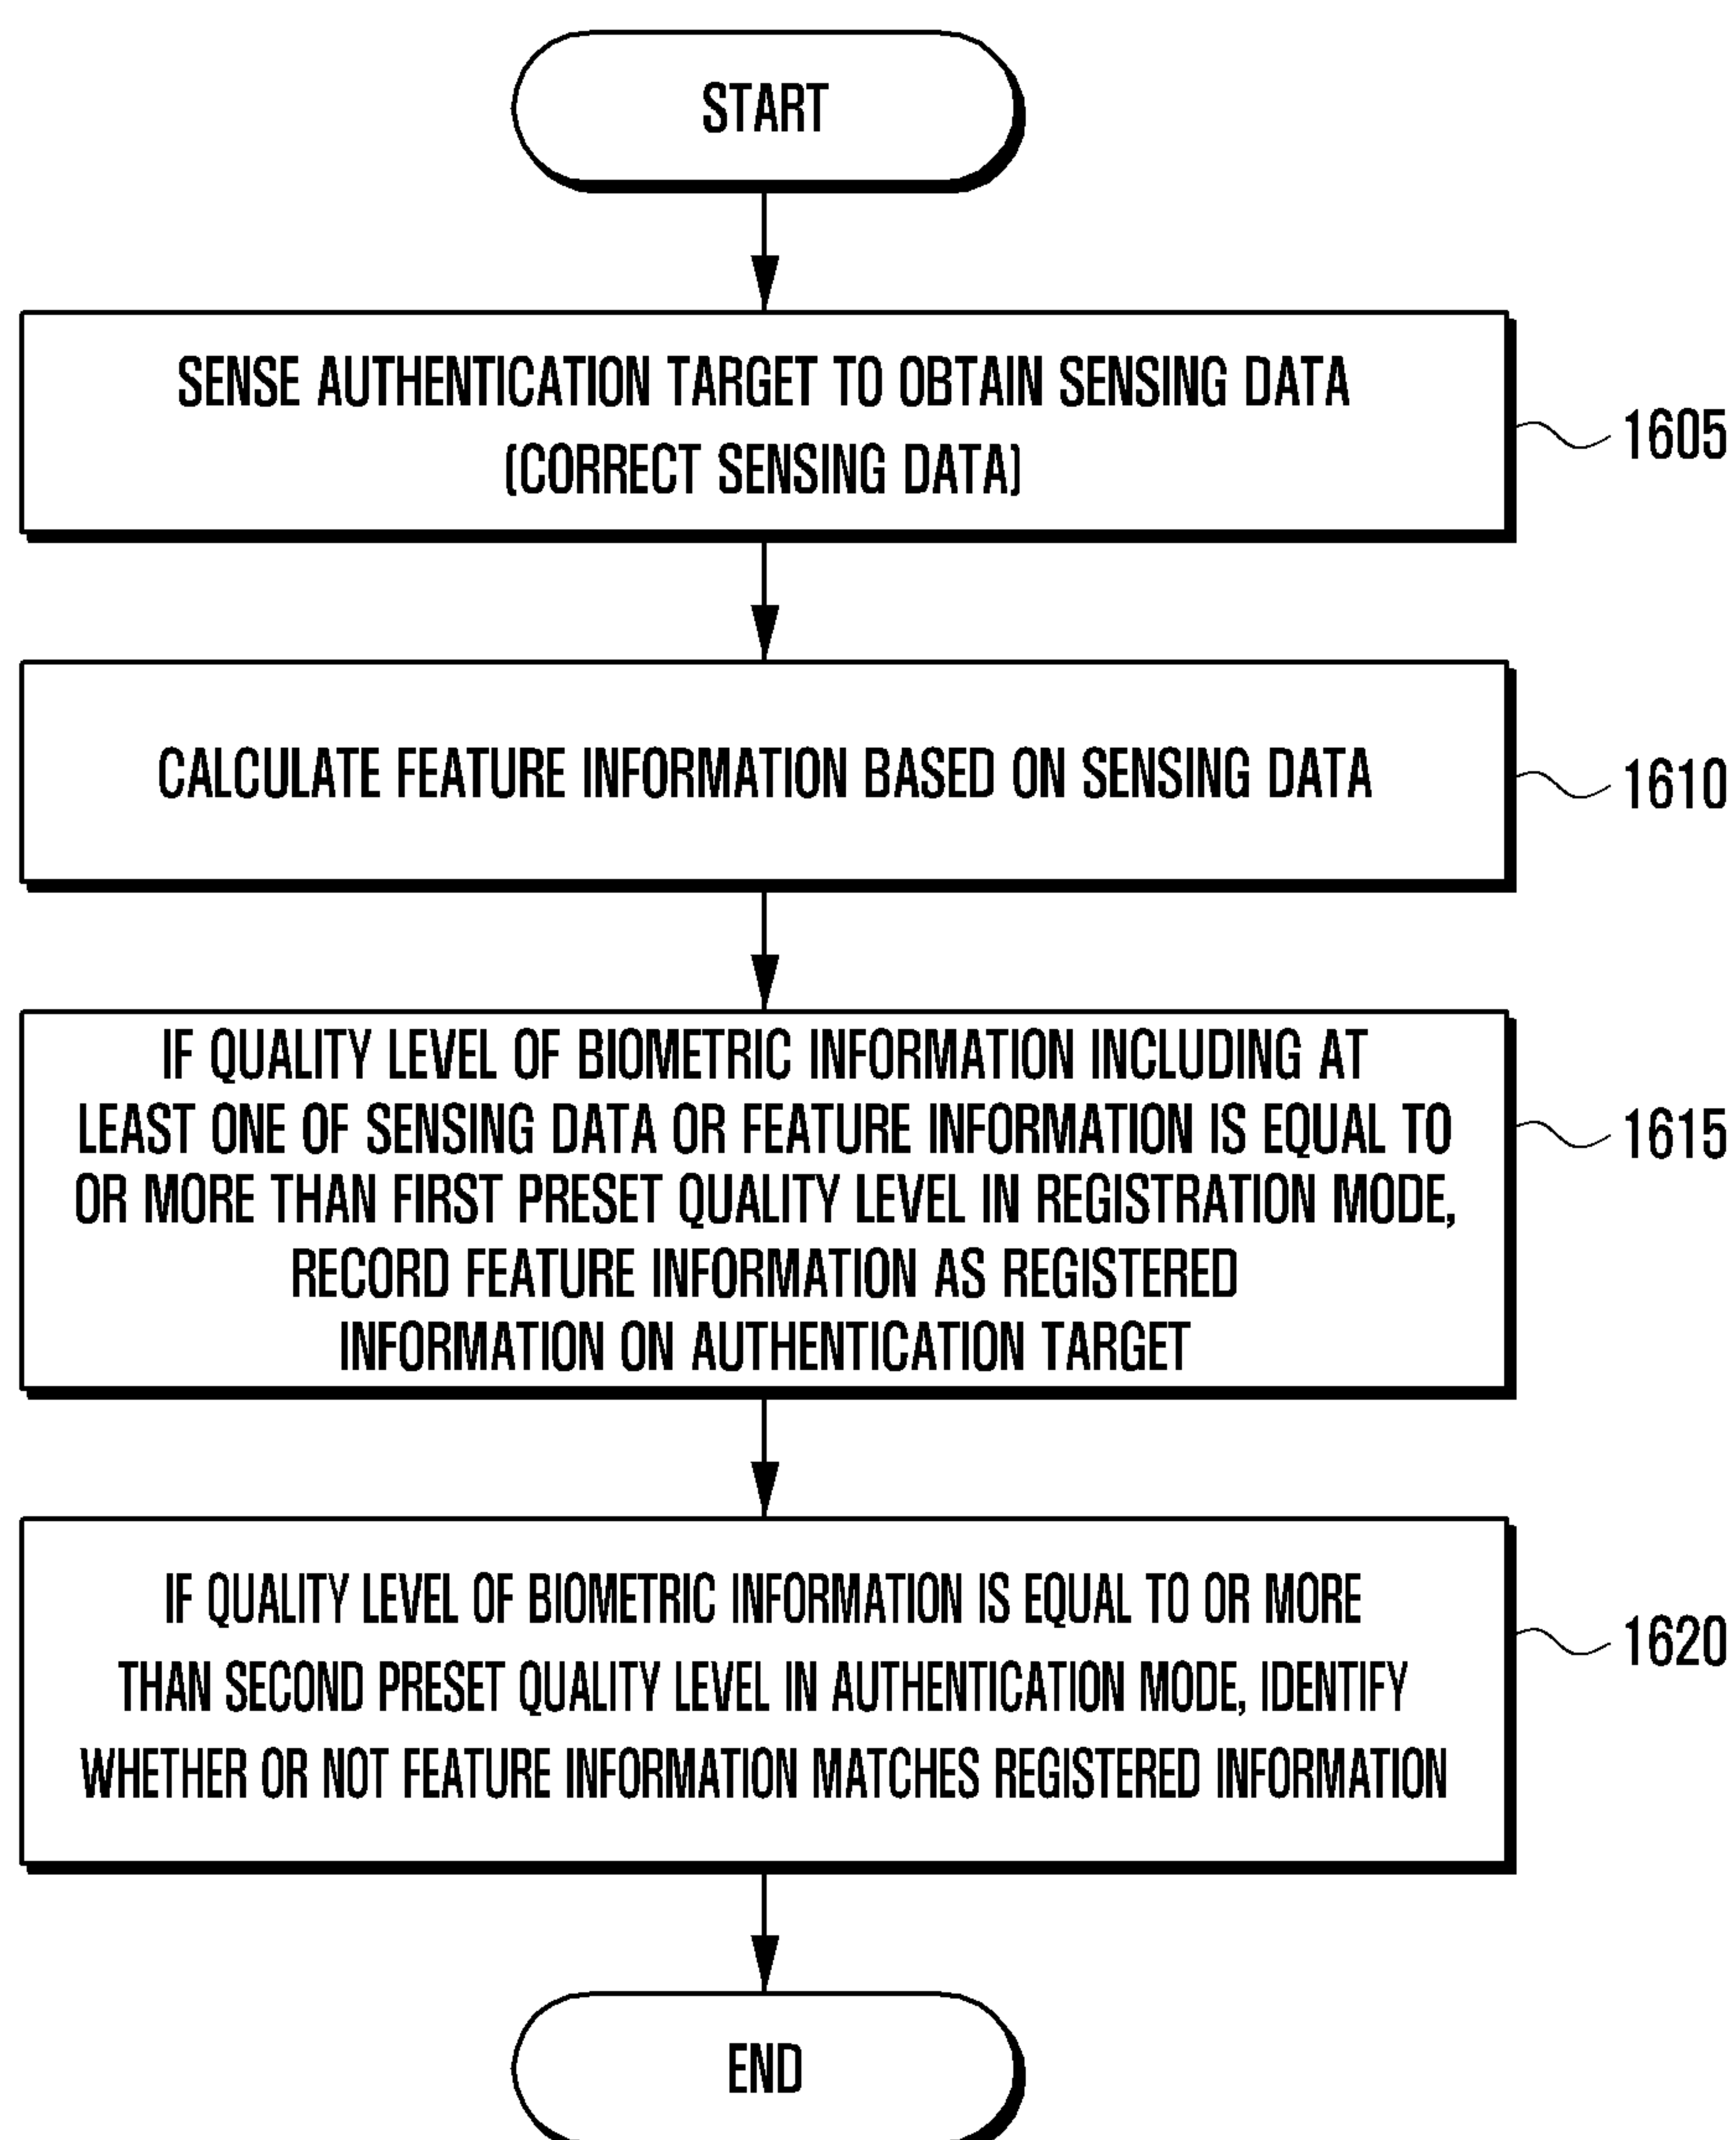 START
SENSE AUTHENTICATION TARGET TO OBTAIN SENSING DATA
(CORRECT SENSING DATA)
1605
CALCULATE FEATURE INFORMATION BASED ON SENSING DATA
1610
IF QUALITY LEVEL OF BIOMETRIC INFORMATION INCLUDING AT
LEAST ONE OF SENSING DATA OR FEATURE INFORMATION IS EQUAL TO
OR MORE THAN FIRST PRESET QUALITY LEVEL IN REGISTRATION MODE,
RECORD FEATURE INFORMATION AS REGISTERED
INFORMATION ON AUTHENTICATION TARGET
1615
IF QUALITY LEVEL OF BIOMETRIC INFORMATION IS EQUAL TO OR MORE
THAN SECOND PRESET QUALITY LEVEL IN AUTHENTICATION MODE, IDENTIFY
WHETHER OR NOT FEATURE INFORMATION MATCHES REGISTERED INFORMATION
1620
END